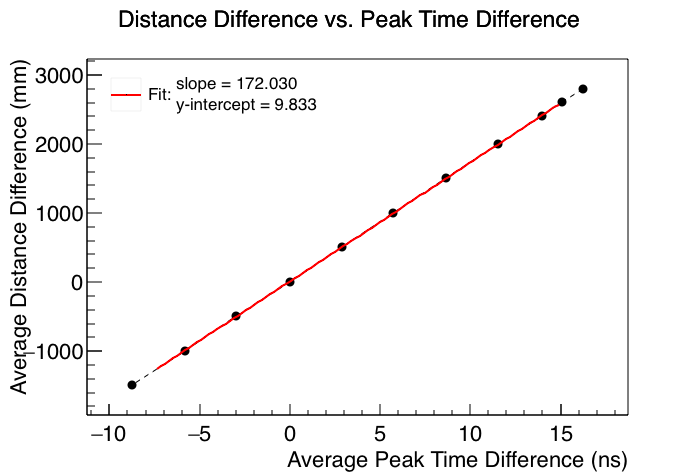 Distance Difference vs. Peak Time Difference
Average Distance Difference (mm)
3000
2000
1000
0
−1000
Fit:
slope = 172.030
y-intercept = 9.833
−10
−5
0
5
10
15
Average Peak Time Difference (ns)